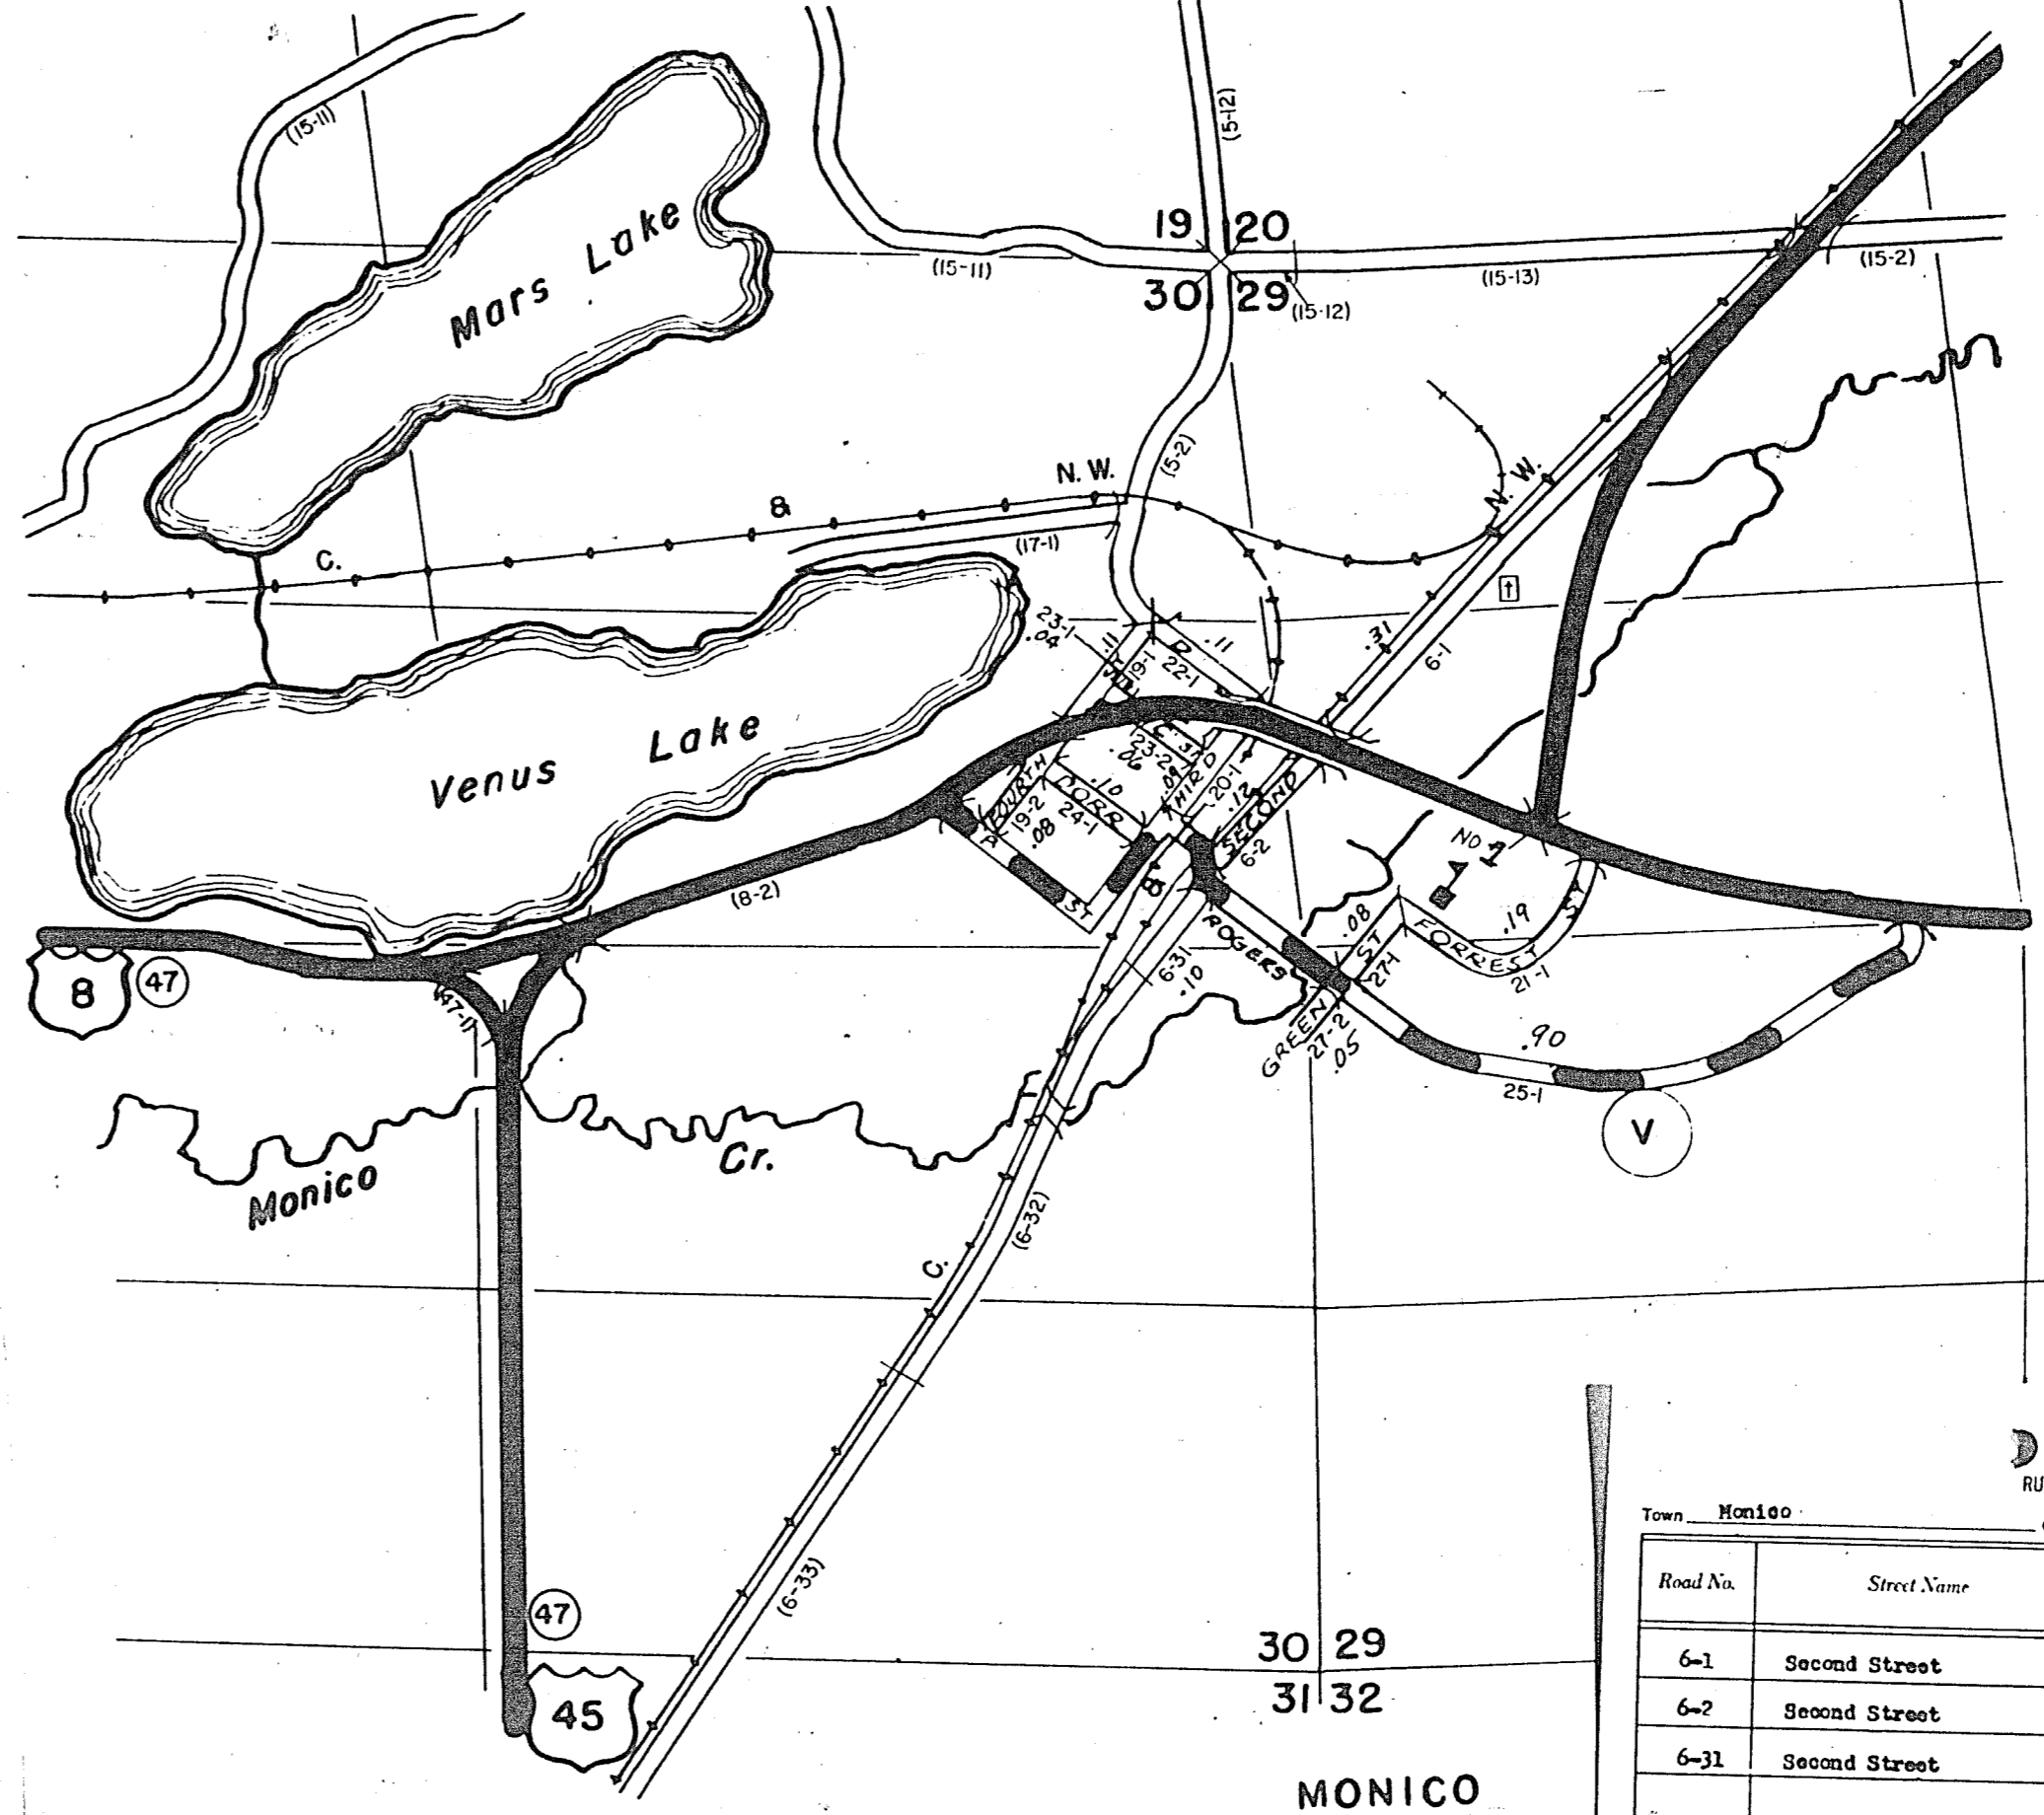 (15-11)
(5-12)
Mars Lake
19 20
30 29
(15-11)
(15-12)
(15-13)
(15-2)
(5-2)
C. & N.W.
N.W.
(17-1)
23-1
.04
.11
19-1
B
.11
22-1
.31
6-1
Venus Lake
C
23-2
.06
.09
THIRD
20-1
.12
SECOND
6-2
FOURTH
19-2
.08
DORR
.10
24-1
A ST
(8-2)
NO 1
8
47
(47-1)
&
ROGERS
6-31
.10
.08
ST
27-1
FORREST ST
.19
21-1
GREEN
27-2
.05
.90
25-1
V
Monico Cr.
(6-32)
C.
(6-33)
47
45
30 29
31 32
MONICO
RU
Town Monico
Road No. Street Name
6-1 Second Street
6-2 Second Street
6-31 Second Street